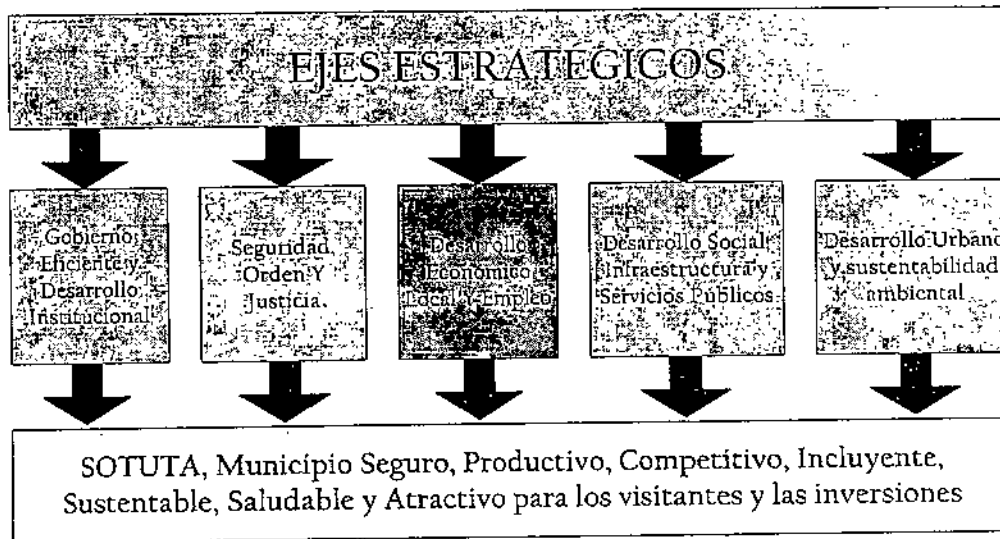 EJES ESTRATEGICOS
Gobierno
Eficiente y
Desarrollo
Institucional
Seguridad,
Orden Y
Justicia.
Desarrollo
Económico
Local Y Empleo
Desarrollo Social
Infraestructura y
Servicios Públicos
Desarrollo Urbano
y sustentabilidad
ambiental
SOTUTA, Municipio Seguro, Productivo, Competitivo, Incluyente,
Sustentable, Saludable y Atractivo para los visitantes y las inversiones